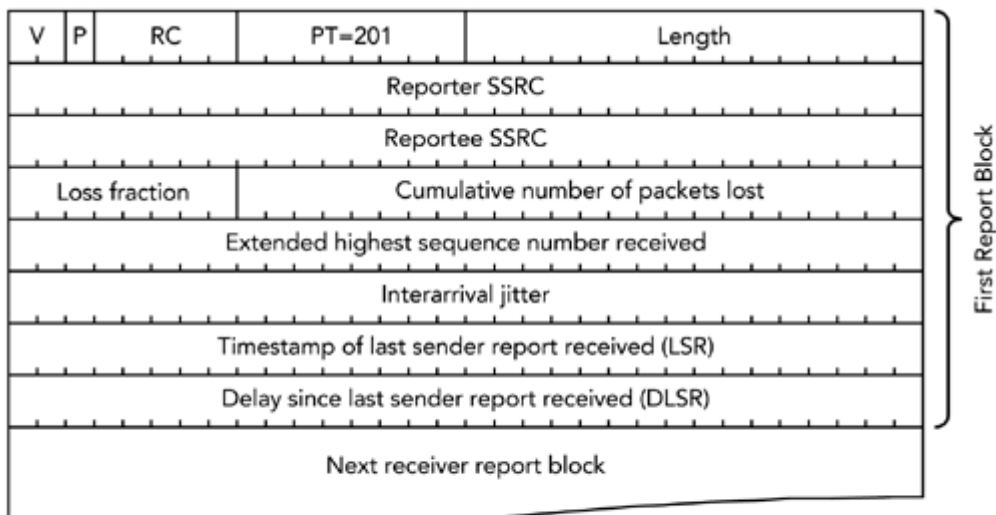 V P RC PT=201 Length
Reporter SSRC
Reportee SSRC
Loss fraction Cumulative number of packets lost
Extended highest sequence number received
Interarrival jitter
Timestamp of last sender report received (LSR)
Delay since last sender report received (DLSR)
Next receiver report block
First Report Block